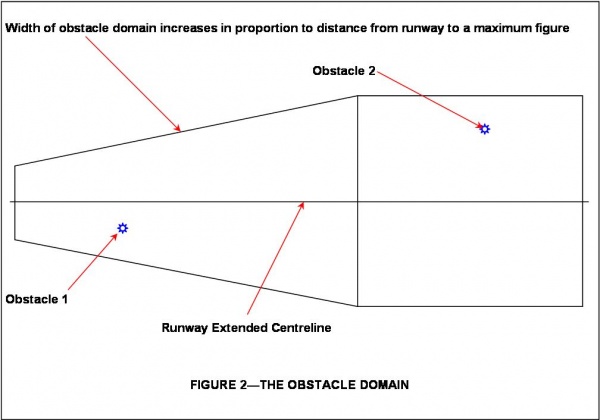 Width of obstacle domain increases in proportion to distance from runway to a maximum figure
Obstacle 2
Obstacle 1
Runway Extended Centreline
FIGURE 2—THE OBSTACLE DOMAIN